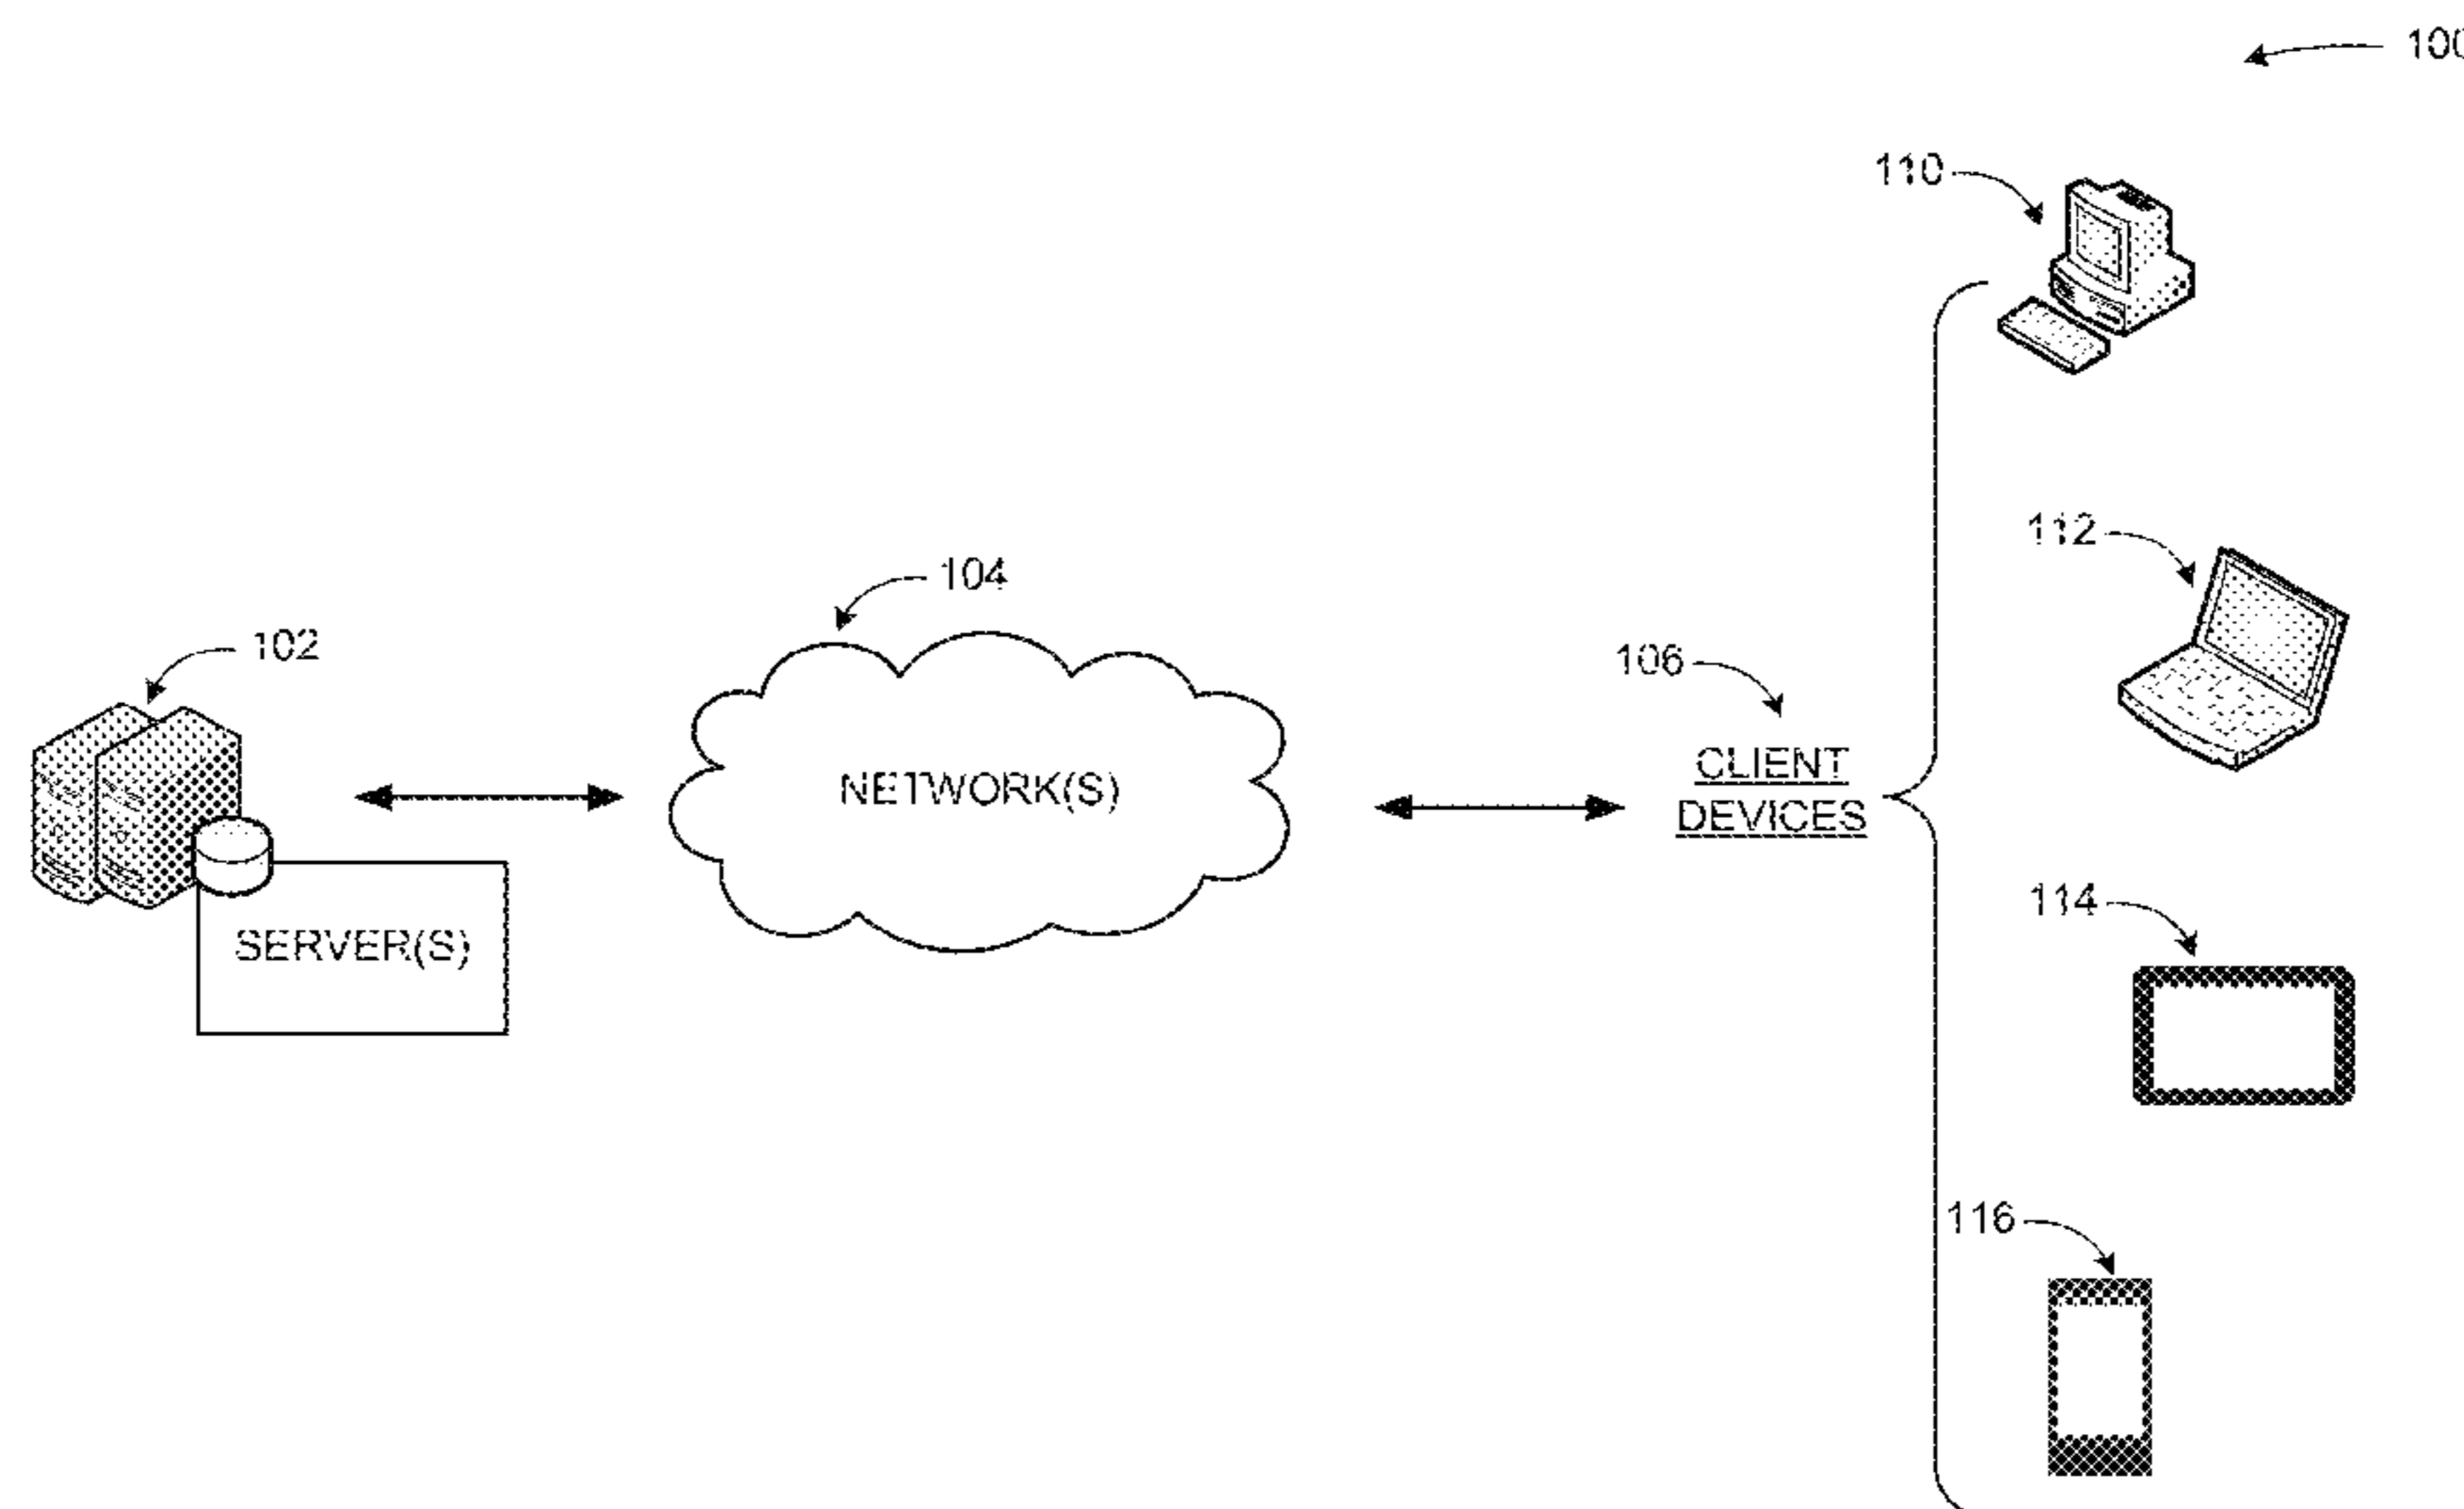 100
110
112
104
102
106
CLIENT
DEVICES
NETWORK(S)
114
SERVER(S)
116